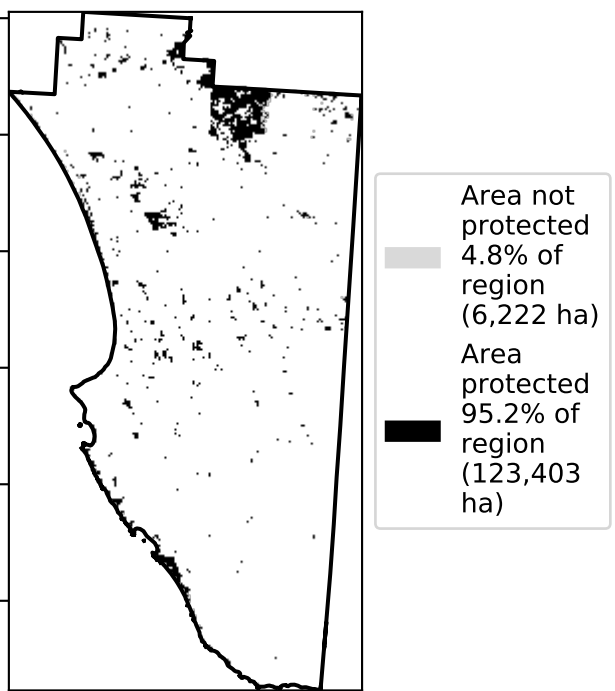 Area not
protected
4.8% of
region
(6,222 ha)
Area
protected
95.2% of
region
(123,403
ha)